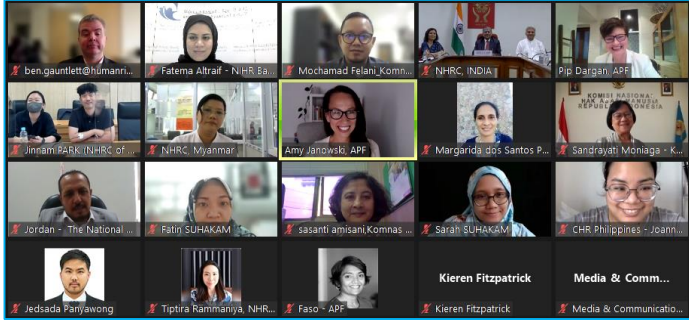 ben.gauntlett@humanri...
Fatema Altraif - NIHR Ba...
Mochamad Felani_Komn...
NHRC, INDIA
Pip Dargan, APF
KOMISI NASIONAL
HAK ASASI MANUSIA
REPUBLIK INDONESIA
Jinnam PARK (NHRC of ...
NHRC, Myanmar
Amy Janowski, APF
Margarida dos Santos P...
Sandrayati Moniaga - K...
Jordan - The National ...
Fatin SUHAKAM
sasanti amisani,Komnas ...
Sarah SUHAKAM
CHR Philippines - Joann...
Kieren Fitzpatrick
Media & Comm...
Jedsada Panyawong
Tiptira Rammaniya, NHR...
Faso - APF
Kieren Fitzpatrick
Media & Communicatio...